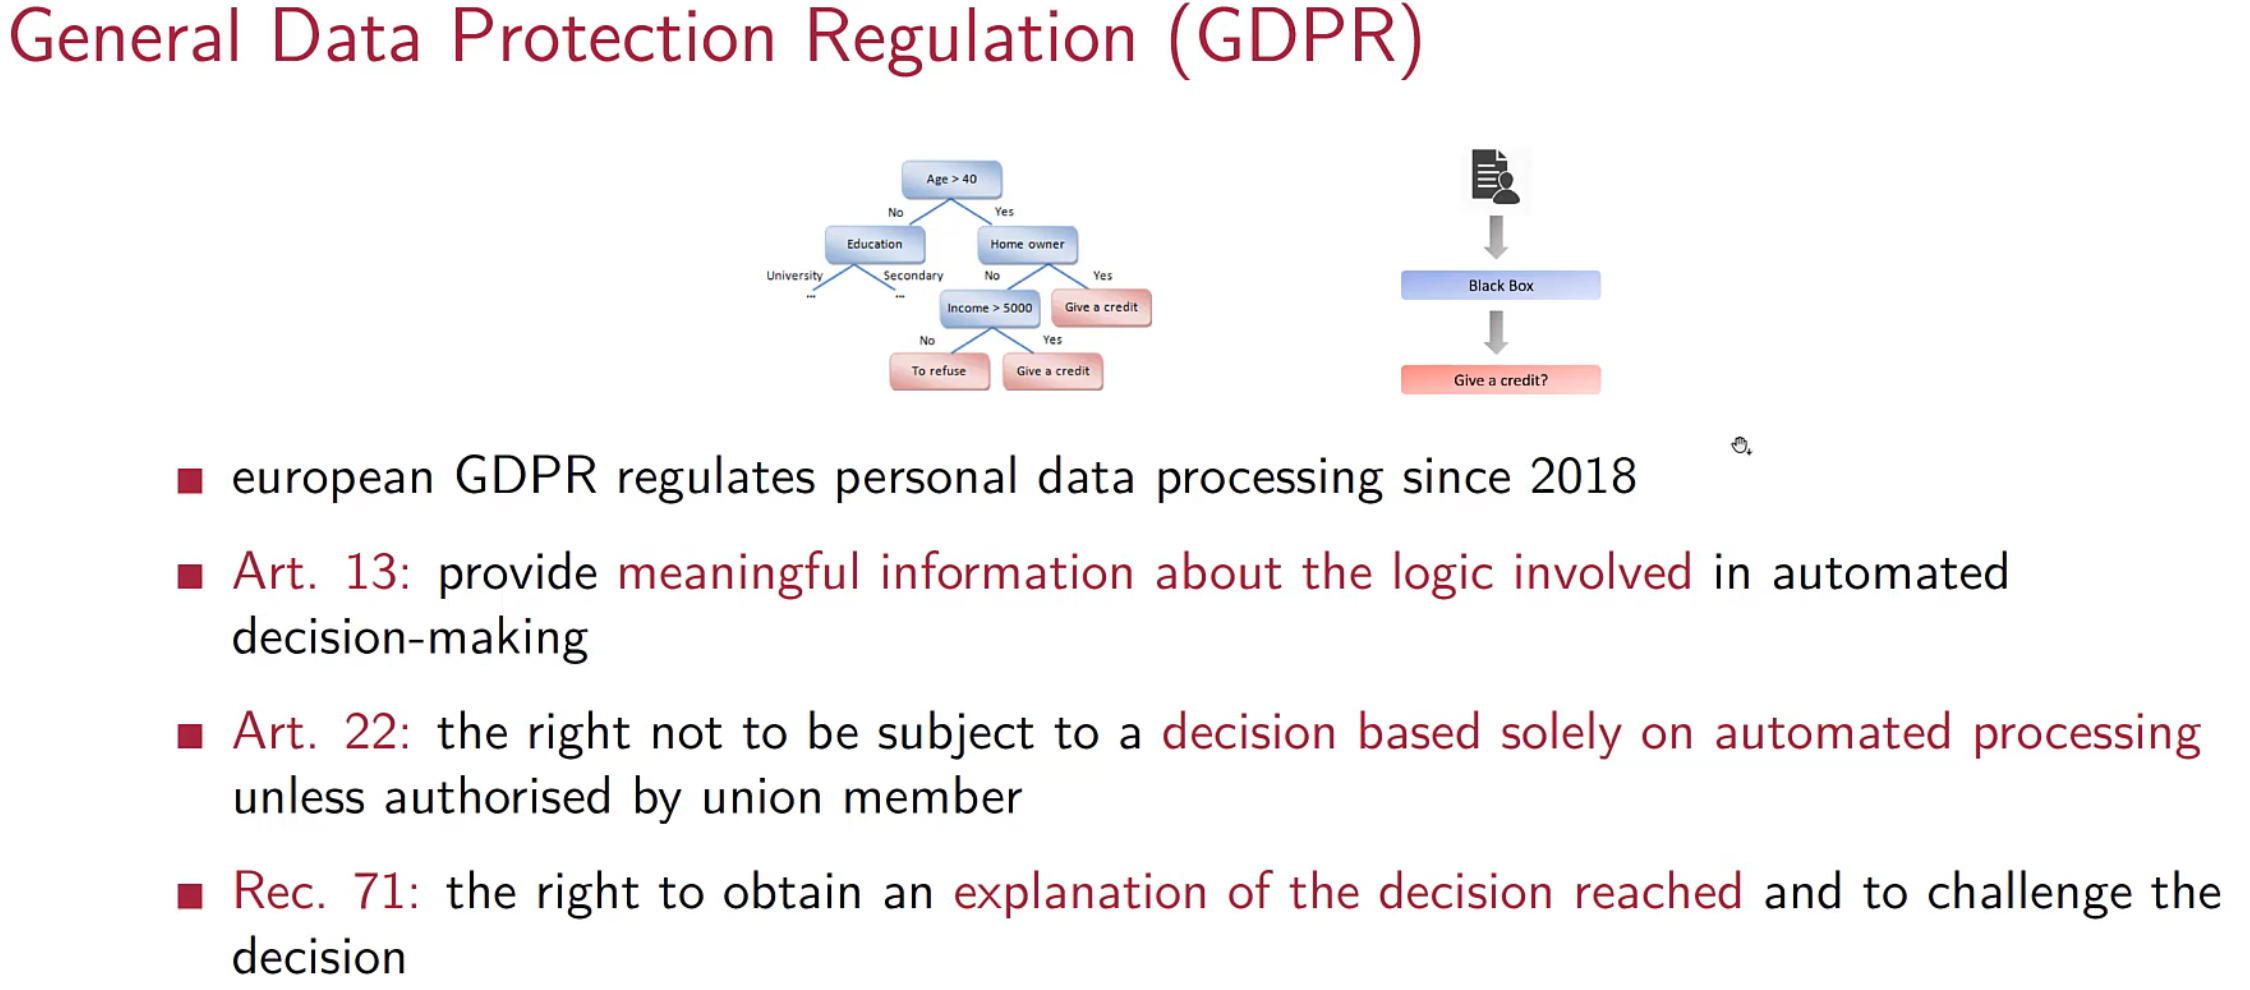 General Data Protection Regulation (GDPR)
Age > 40
No
Yes
Education
Home owner
University
Secondary
No
Yes
...
...
Income > 5000
Give a credit
No
Yes
To refuse
Give a credit
Black Box
Give a credit?
european GDPR regulates personal data processing since 2018
Art. 13: provide meaningful information about the logic involved in automated
decision-making
Art. 22: the right not to be subject to a decision based solely on automated processing
unless authorised by union member
Rec. 71: the right to obtain an explanation of the decision reached and to challenge the
decision